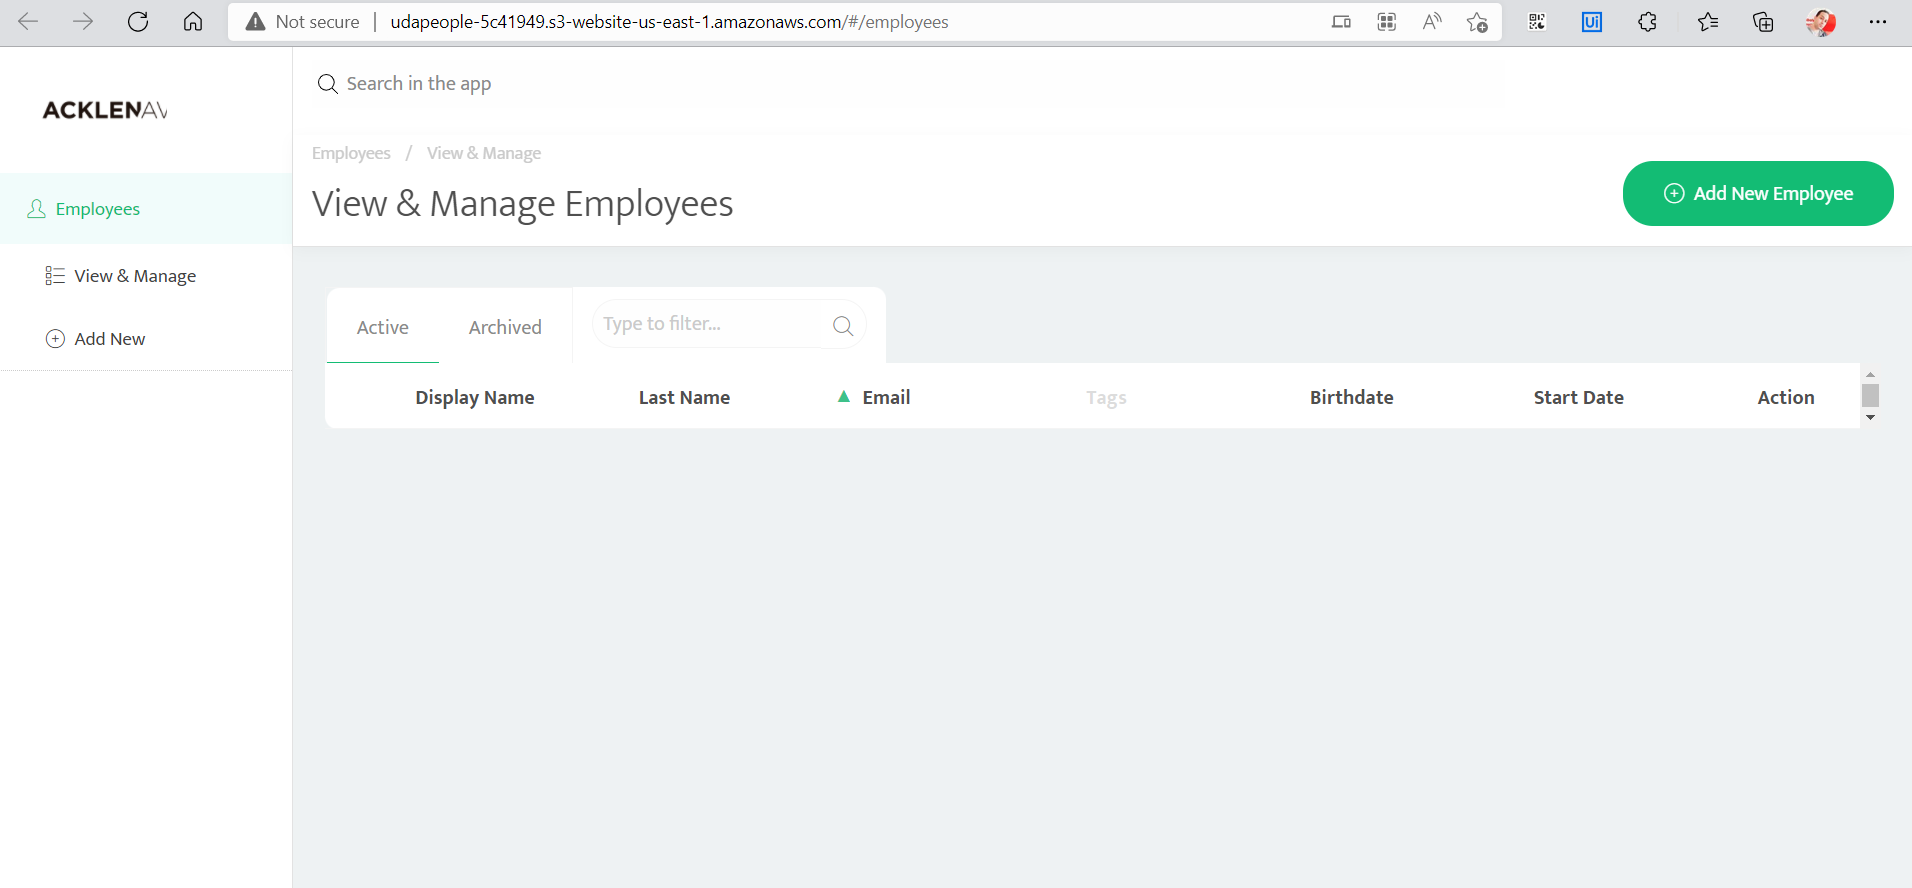 Not secure | udapeople-5c41949.s3-website-us-east-1.amazonaws.com/#/employees
Ui
ACKLENAV
Search in the app
Employees / View & Manage
View & Manage Employees
Add New Employee
Employees
View & Manage
Add New
Active
Archived
Type to filter...
Display Name Last Name Email Tags Birthdate Start Date Action